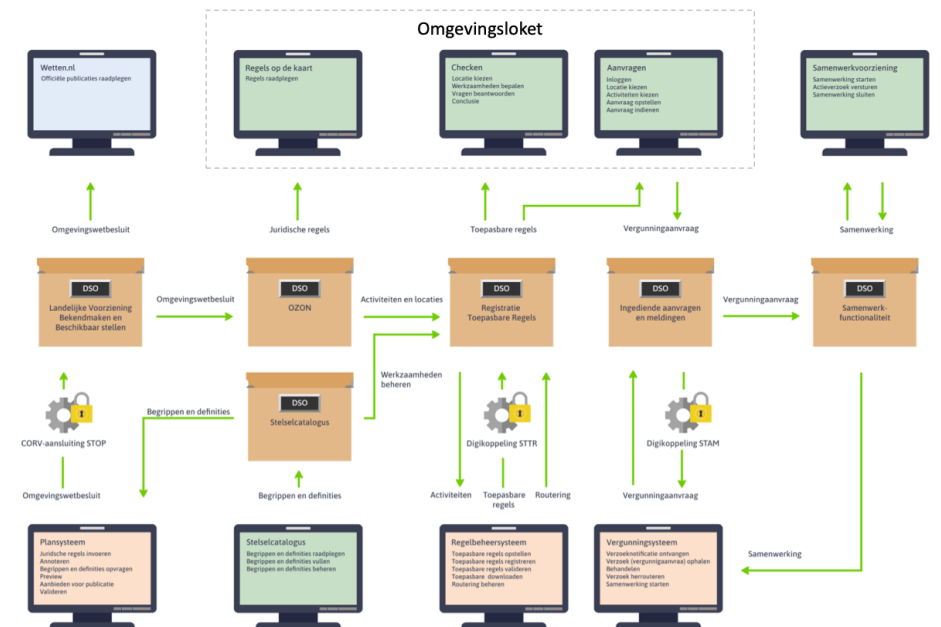 Omgevingsloket
Wetten.nl
Officiële publicaties raadplegen
Regels op de kaart
Regels raadplegen
Checken
Locatie kiezen
Werkzaamheden bepalen
Vragen beantwoorden
Conclusie
Aanvragen
Inloggen
Locatie kiezen
Activiteiten kiezen
Aanvraag opstellen
Aanvraag indienen
Samenwerkvoorziening
Samenwerking starten
Actieverzoek versturen
Samenwerking sluiten
Omgevingswetbesluit
Juridische regels
Toepasbare regels
Vergunningaanvraag
Samenwerking
DSO
Landelijke Voorziening
Bekendmaken en
Beschikbaar stellen
Omgevingswetbesluit
DSO
OZON
Activiteiten en locaties
DSO
Registratie
Toepasbare Regels
DSO
Ingediende aanvragen
en meldingen
Vergunningaanvraag
DSO
Samenwerk-
functionaliteit
Werkzaamheden
beheren
DSO
Stelselcatalogus
Begrippen en definities
CORV-aansluiting STOP
Digikoppeling STTR
Digikoppeling STAM
Omgevingswetbesluit
Begrippen en definities
Activiteiten
Toepasbare
regels
Routering
Vergunningaanvraag
Samenwerking
Plansysteem
Juridsche regels invoeren
Annoteren
Begrippen en definities opvragen
Preview
Aanbieden voor publicatie
Valideren
Stelselcatalogus
Begrippen en definities raadplegen
Begrippen en definities vullen
Begrippen en definities beheren
Regelbeheersysteem
Toepasbare regels opstellen
Toepasbare regels registreren
Toepasbare regels valideren
Toepasbare downloaden
Routering beheren
Vergunningsysteem
Verzoeknotificatie ontvangen
Verzoek (vergunnigaanvraa) ophalen
Behandelen
Verzoek herrouteren
Samenwerking starten